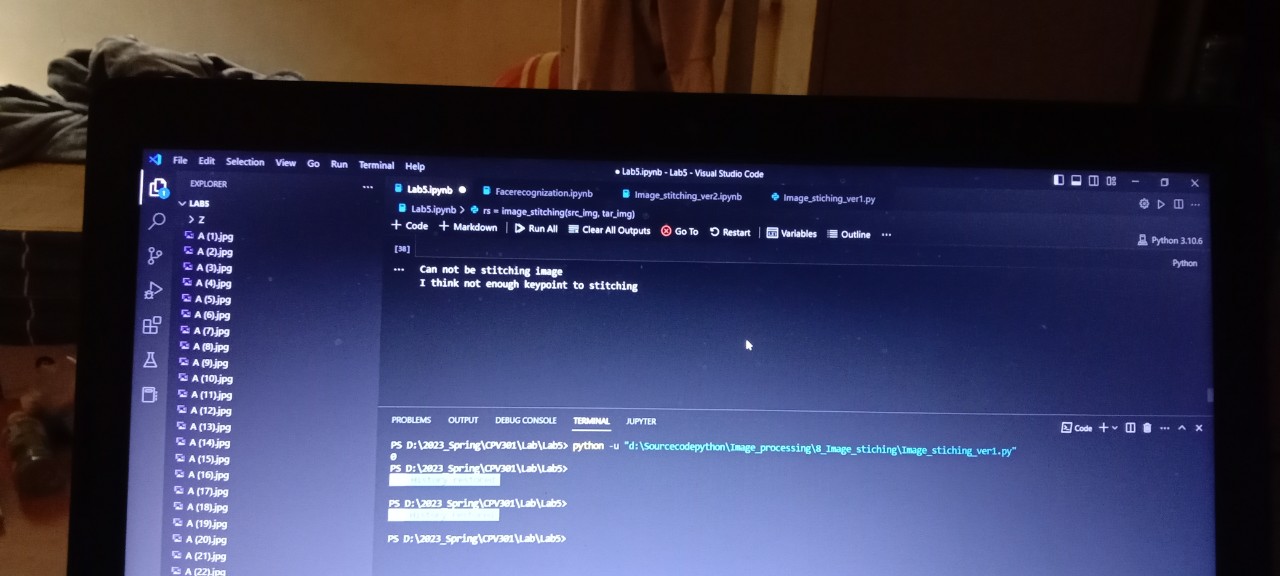 File Edit Selection View Go Run Terminal Help
Lab5.ipynb - Lab5 - Visual Studio Code
EXPLORER
LAB5
Z
A (1).jpg
A (2).jpg
A (3).jpg
A (4).jpg
A (5).jpg
A (6).jpg
A (7).jpg
A (8).jpg
A (9).jpg
A (10).jpg
A (11).jpg
A (12).jpg
A (13).jpg
A (14).jpg
A (15).jpg
A (16).jpg
A (17).jpg
A (18).jpg
A (19).jpg
A (20).jpg
A (21).jpg
A (22).jpg
Lab5.ipynb Facerecognization.ipynb Image_stitching_ver2.ipynb Image_stiching_ver1.py
Lab5.ipynb > rs = image_stitching(src_img, tar_img)
+ Code + Markdown Run All Clear All Outputs Go To Restart Variables Outline ...
Python 3.10.6
[38]
Python
... Can not be stitching image
I think not enough keypoint to stitching
PROBLEMS OUTPUT DEBUG CONSOLE TERMINAL JUPYTER
Code
PS D:\2023_Spring\CPV301\Lab\Lab5> python -u "d:\Sourcecodepython\Image_processing\8_Image_stiching\Image_stiching_ver1.py"
0
PS D:\2023_Spring\CPV301\Lab\Lab5>
PS D:\2023_Spring\CPV301\Lab\Lab5>
PS D:\2023_Spring\CPV301\Lab\Lab5>